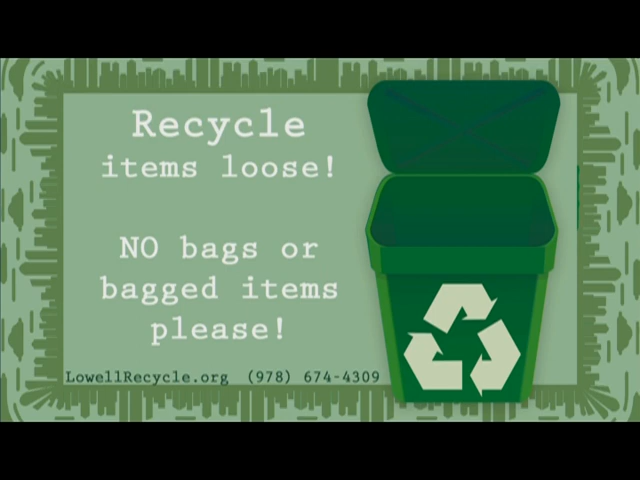 Recycle
items loose!
NO bags or
bagged items
please!
LowellRecycle.org (978) 674-4309